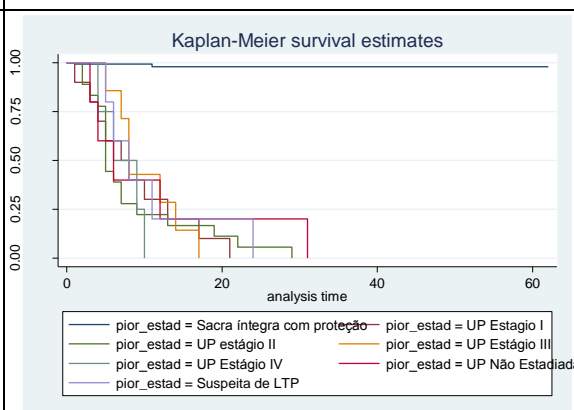 Kaplan-Meier survival estimates
1.00
0.75
0.50
0.25
0.00
0 20 40 60
analysis time
pior_estad = Sacra íntegra com proteção pior_estad = UP Estagio I
pior_estad = UP estágio II pior_estad = UP Estágio III
pior_estad = UP Estágio IV pior_estad = UP Não Estadiada
pior_estad = Suspeita de LTP